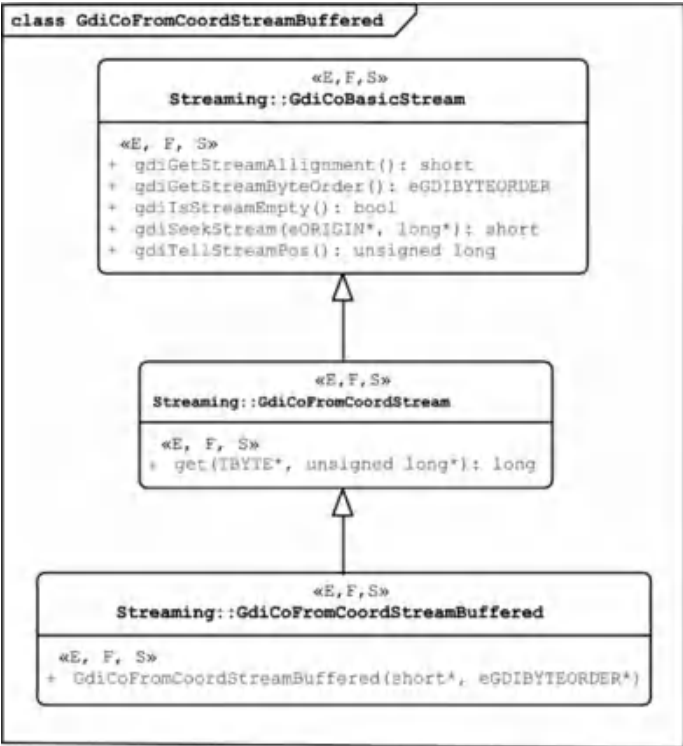 class GdiCoFromCoordStreamBuffered
«E,F,S»
Streaming::GdiCoBasicStream
«E, F, S»
+ gdiGetStreamAllignment(): short
+ gdiGetStreamByteOrder(): eGDIBYTEORDER
+ gdiIsStreamEmpty(): bool
+ gdiSeekStream(eORIGIN*, long*): short
+ gdiTellStreamPos(): unsigned long
«E,F,S»
Streaming::GdiCoFromCoordStream
«E, F, S»
+ get(TBYTE*, unsigned long*): long
«E,F,S»
Streaming::GdiCoFromCoordStreamBuffered
«E, F, S»
+ GdiCoFromCoordStreamBuffered(short*, eGDIBYTEORDER*)